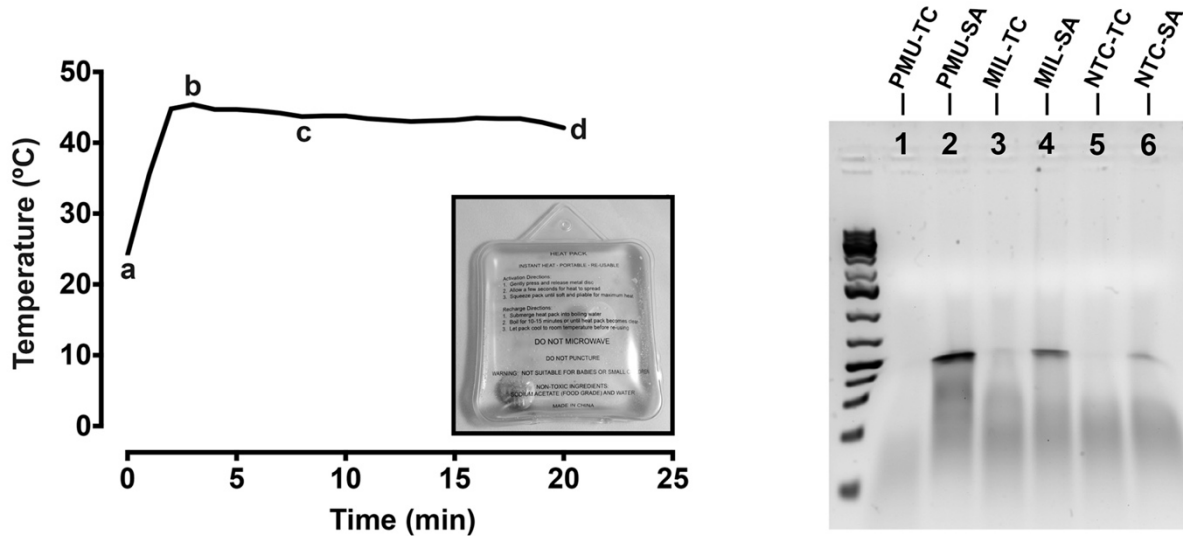 50
40
30
20
10
0
Temperature (ºC)
a
b
c
d
HEAT PACK
INSTANT HEAT - PORTABLE - RE-USABLE
Activation Directions:
1. Gently press and release metal disc
2. Allow a few seconds for heat to spread
3. Squeeze pack until soft and pliable for maximum heat
Recharge Directions:
1. Submerge heat pack into boiling water
2. Boil for 10-15 minutes or until heat pack becomes clear
3. Let pack cool to room temperature before re-using
DO NOT MICROWAVE
DO NOT PUNCTURE
WARNING: NOT SUITABLE FOR BABIES OR SMALL
NON-TOXIC INGREDIENTS:
SODIUM ACETATE (FOOD GRADE) AND WATER
MADE IN CHINA
0 5 10 15 20 25
Time (min)
PMU-TC
PMU-SA
MIL-TC
MIL-SA
NTC-TC
NTC-SA
1 2 3 4 5 6